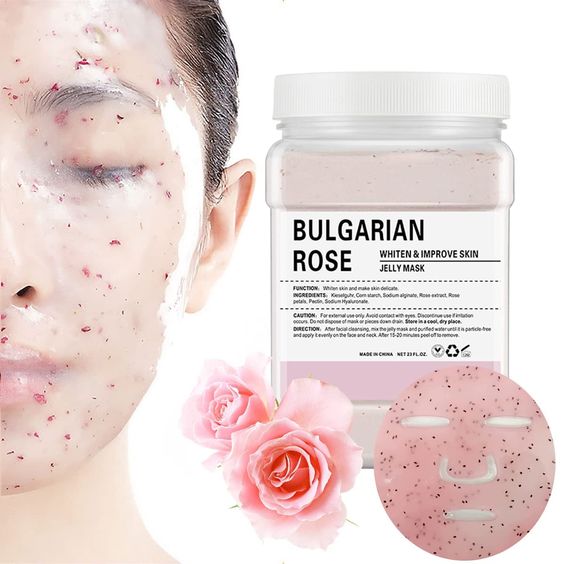 BULGARIAN
ROSE
WHITEN & IMPROVE SKIN
JELLY MASK
FUNCTION: Whiten skin and make skin delicate.
INGREDIENTS: Kieselguhr, Corn starch, Sodium alginate, Rose extract, Rose
petals, Pectin, Sodium Hyaluronate.
CAUTION: For external use only. Avoid contact with eyes. Discontinue use if irritation
occurs. Do not dispose of mask or pieces down drain. Store in a cool, dry place.
DIRECTION: After facial cleansing, mix the jelly mask and purified water until it is particle-free
and apply it evenly on the face and neck. After 15-20 minutes peel off to remove.
MADE IN CHINA NET 23 FL.OZ.